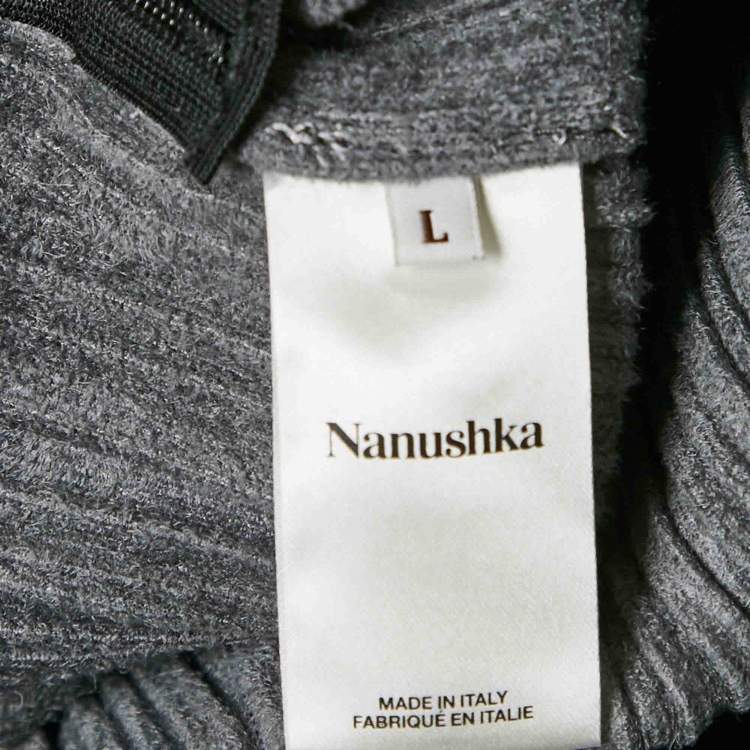 L
Nanushka
MADE IN ITALY
FABRIQUÉ EN ITALIE